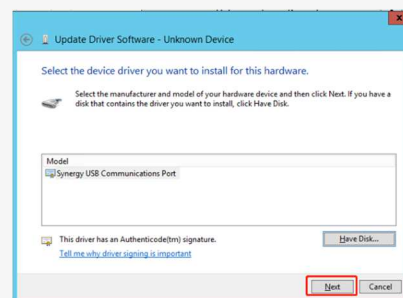 Update Driver Software - Unknown Device
Select the device driver you want to install for this hardware.
Select the manufacturer and model of your hardware device and then click Next. If you have a
disk that contains the driver you want to install, click Have Disk.
Model
Synergy USB Communications Port
This driver has an Authenticode(tm) signature.
Have Disk...
Tell me why driver signing is important
Next
Cancel